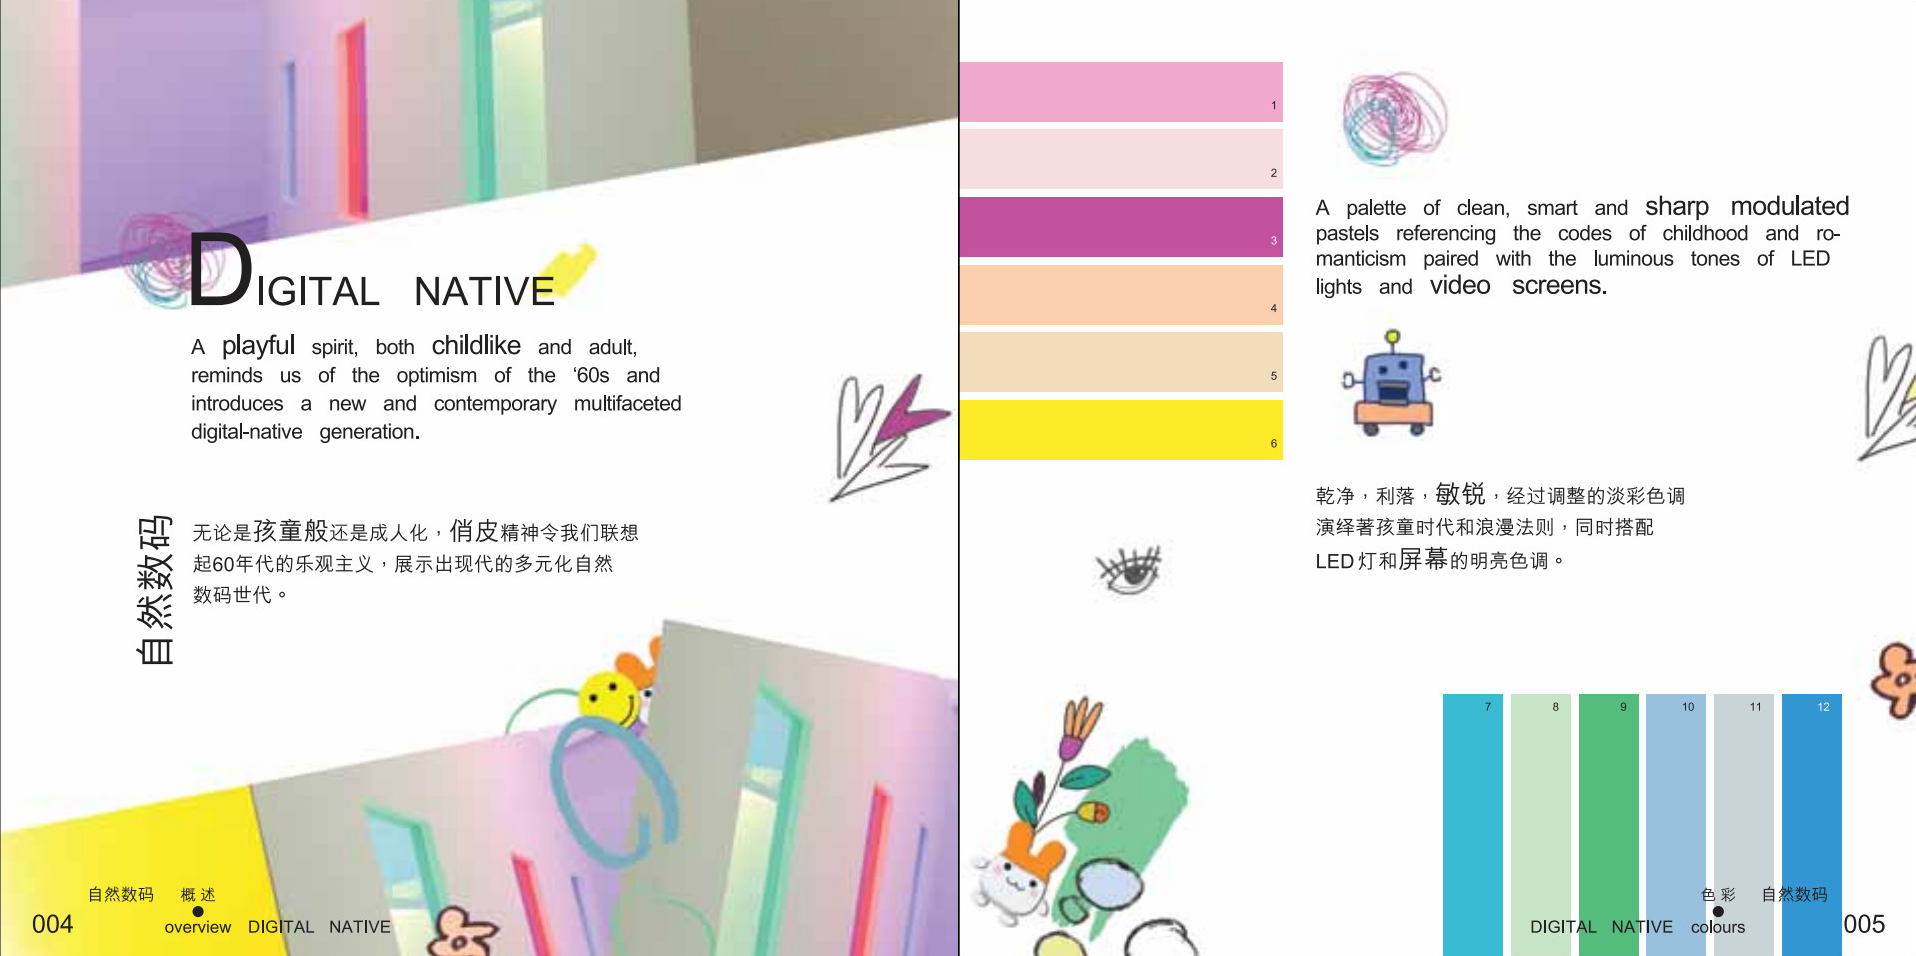 DIGITAL NATIVE
A playful spirit, both childlike and adult,
reminds us of the optimism of the ‘60s and
introduces a new and contemporary multifaceted
digital-native generation.
自然数码
无论是孩童般还是成人化，俏皮精神令我们联想
起60年代的乐观主义，展示出现代的多元化自然
数码世代。
自然数码 概述
004 overview DIGITAL NATIVE
1
2
3
4
5
6
A palette of clean, smart and sharp modulated
pastels referencing the codes of childhood and ro-
manticism paired with the luminous tones of LED
lights and video screens.
乾净，利落，敏锐，经过调整的淡彩色调
演绎著孩童时代和浪漫法则，同时搭配
LED灯和屏幕的明亮色调。
7 8 9 10 11 12
色彩 自然数码
DIGITAL NATIVE colours 005